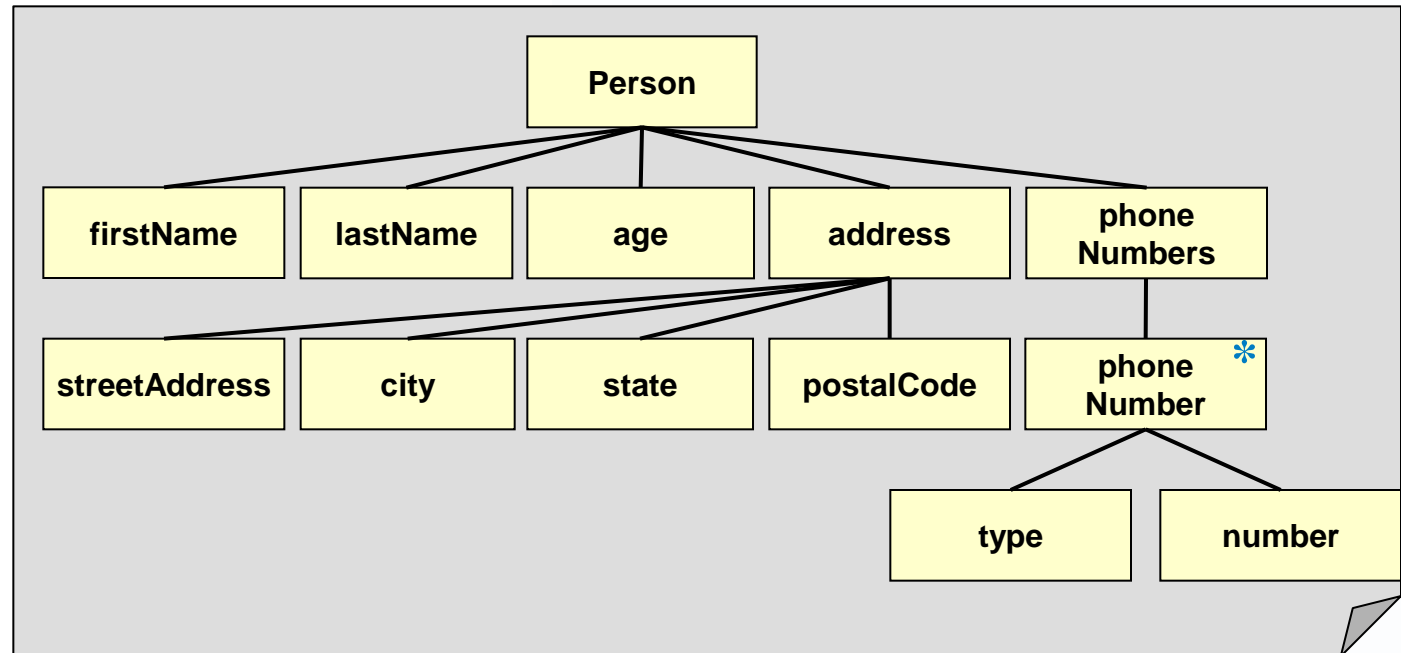 Person
firstName
lastName
age
address
phone
Numbers
streetAddress
city
state
postalCode
phone
Number
*
type
number